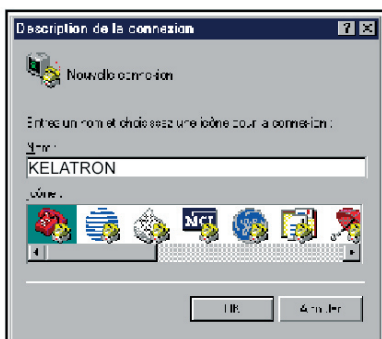 Description de la connexion
Nouvelle connexion
Entrez un nom et choisissez une icône pour la connexion :
Nom :
KELATRON
Icône :
MCI
OK
Annuler